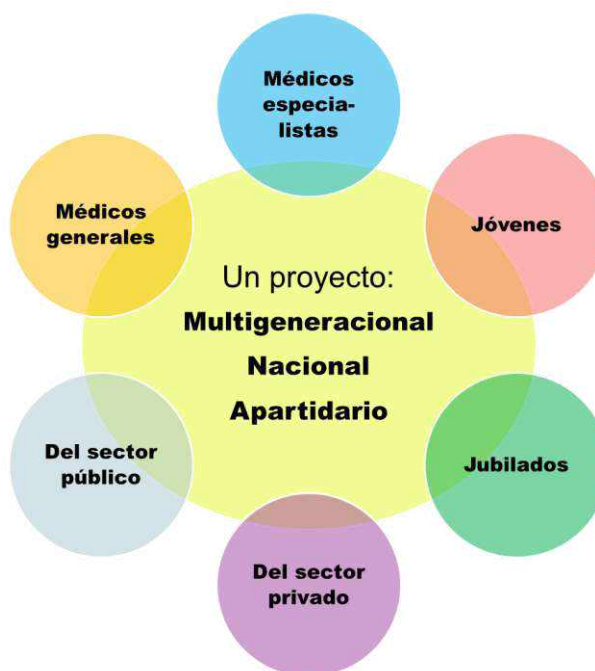 Médicos
especia-
listas
Médicos
generales
Jóvenes
Un proyecto:
Multigeneracional
Nacional
Apartidario
Del sector
público
Jubilados
Del sector
privado